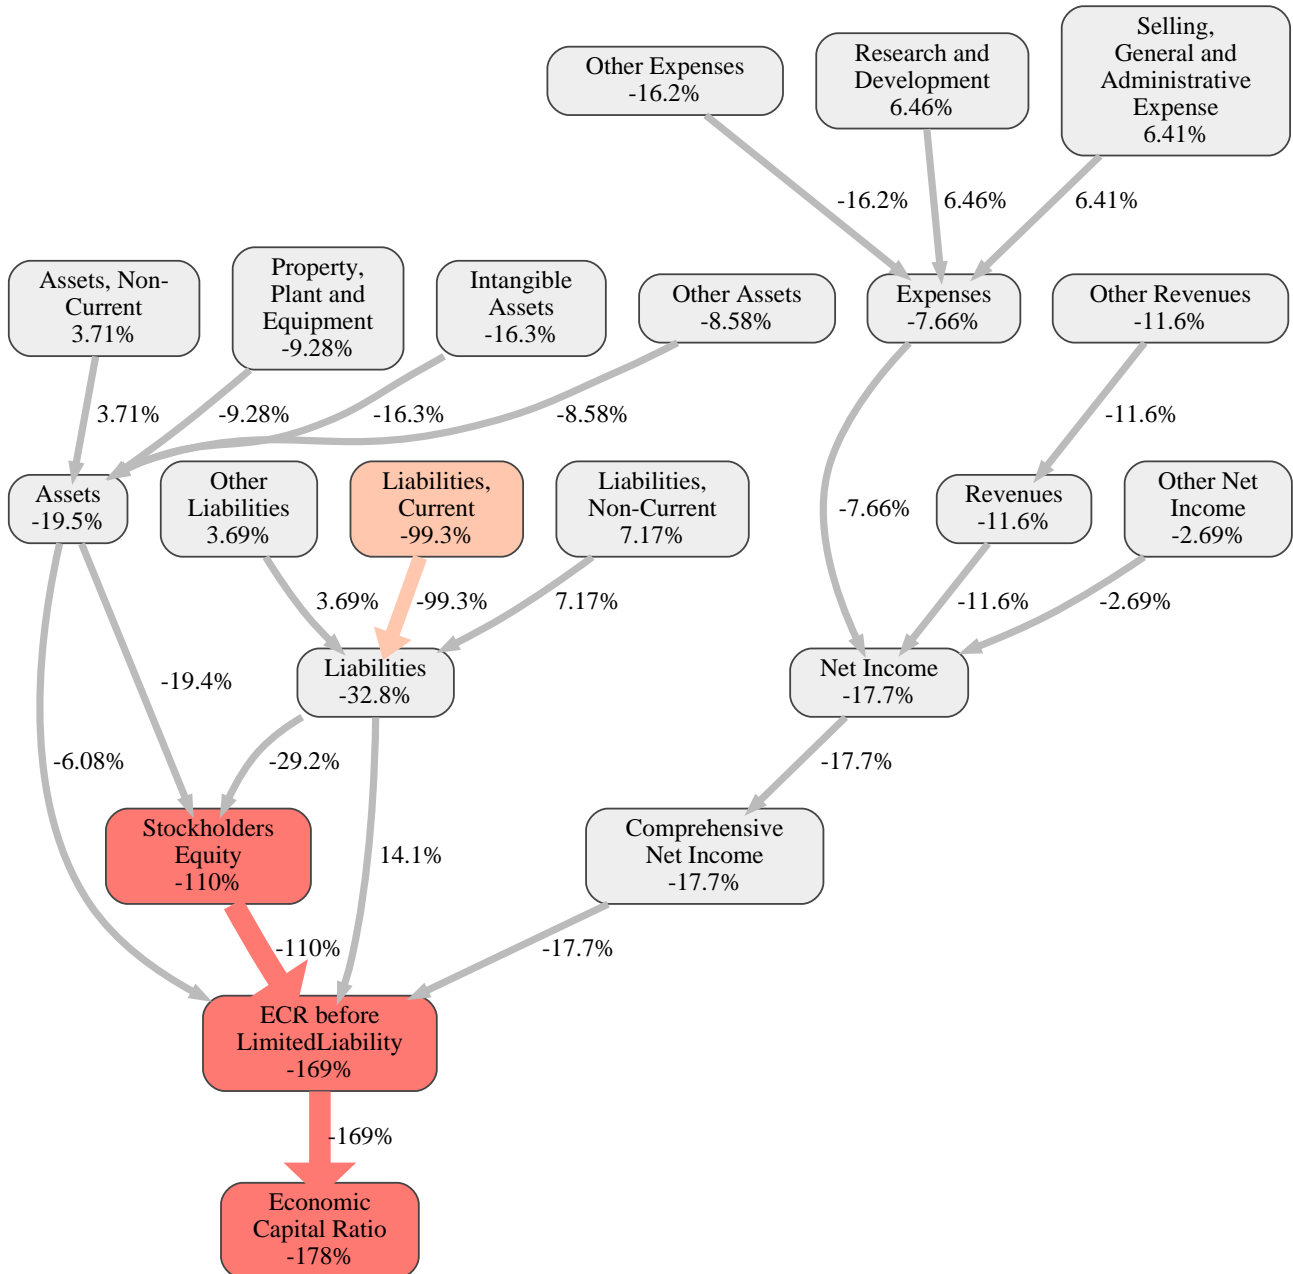 Selling,
General and
Administrative
Expense
6.41%
Research and
Development
6.46%
Other Expenses
-16.2%
-16.2%
6.46%
6.41%
Assets, Non-
Current
3.71%
Property,
Plant and
Equipment
-9.28%
Intangible
Assets
-16.3%
Other Assets
-8.58%
Expenses
-7.66%
Other Revenues
-11.6%
3.71%
-9.28%
-16.3%
-8.58%
-11.6%
Assets
-19.5%
Other
Liabilities
3.69%
Liabilities,
Current
-99.3%
Liabilities,
Non-Current
7.17%
-7.66%
Revenues
-11.6%
Other Net
Income
-2.69%
3.69%
-99.3%
7.17%
-11.6%
-2.69%
-19.4%
Liabilities
-32.8%
Net Income
-17.7%
-6.08%
-29.2%
-17.7%
Stockholders
Equity
-110%
14.1%
Comprehensive
Net Income
-17.7%
-110%
-17.7%
ECR before
LimitedLiability
-169%
-169%
Economic
Capital Ratio
-178%